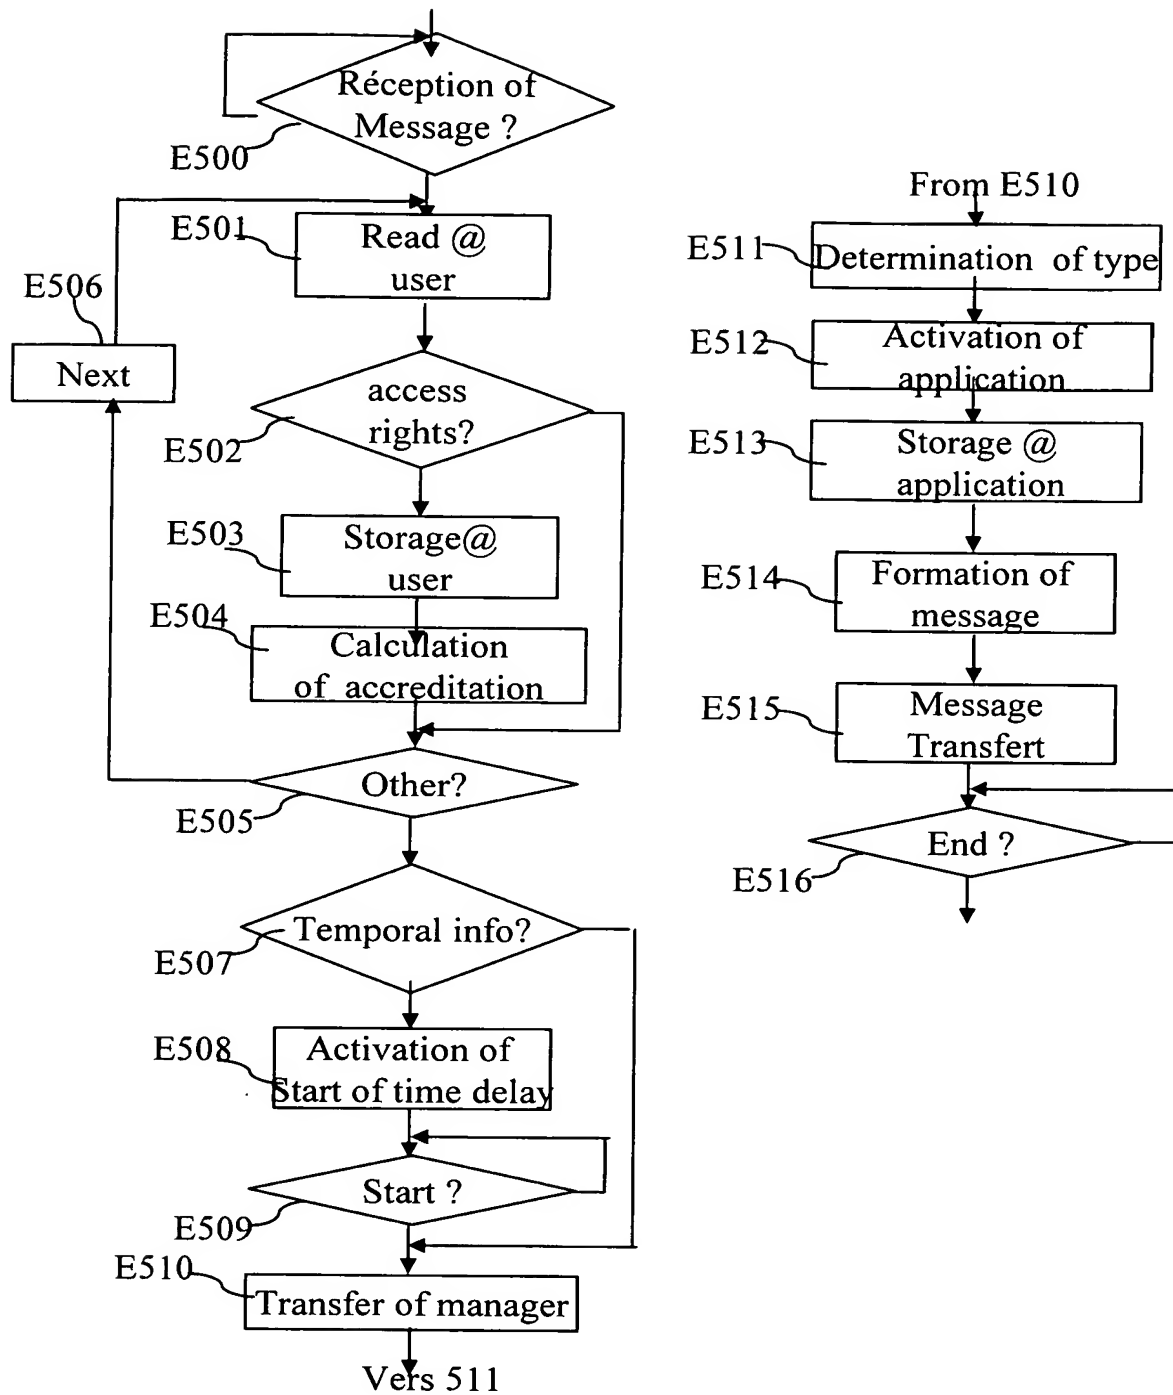 Réception of
Message ?
E500
E501
Read @
user
E506
Next
access
rights?
E502
E503
Storage@
user
E504
Calculation
of accreditation
Other?
E505
Temporal info?
E507
E508
Activation of
Start of time delay
Start ?
E509
E510
Transfer of manager
Vers 511
From E510
E511
Determination of type
E512
Activation of
application
E513
Storage @
application
E514
Formation of
message
E515
Message
Transfert
End ?
E516